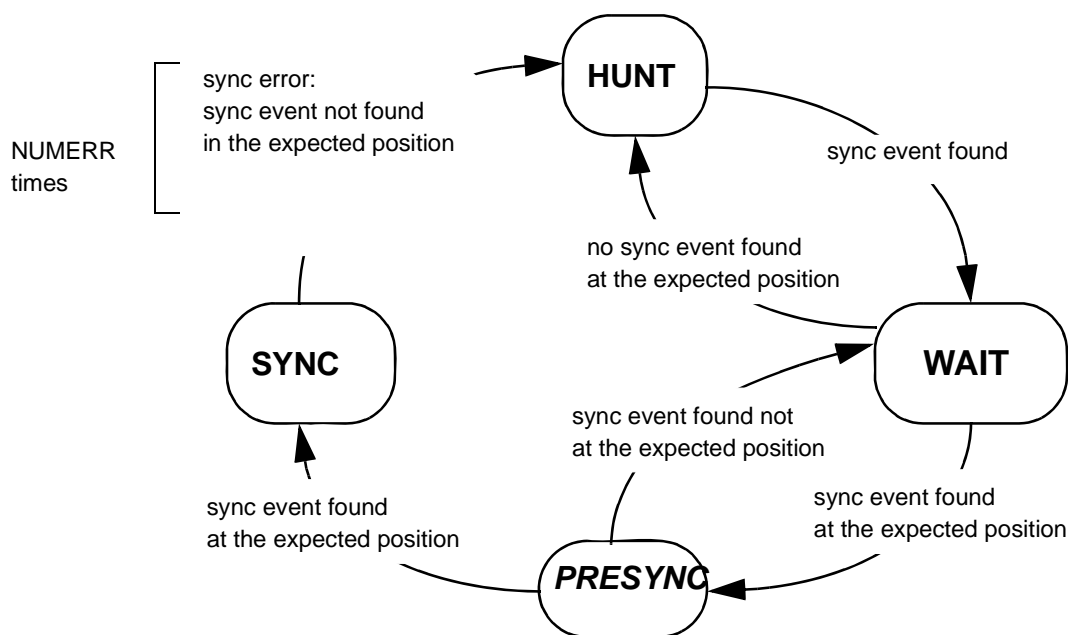 HUNT
sync error:
sync event not found
in the expected position
NUMERR
times
sync event found
no sync event found
at the expected position
SYNC
WAIT
sync event found not
at the expected position
sync event found
at the expected position
sync event found
at the expected position
PRESYNC